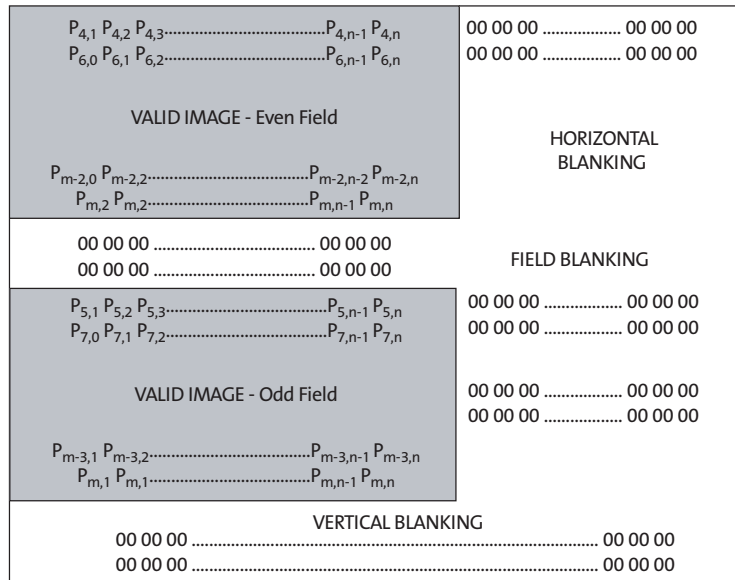 P4,1 P4,2 P4,3........................................P4,n-1 P4,n 00 00 00 ................... 00 00 00
P6,0 P6,1 P6,2........................................P6,n-1 P6,n 00 00 00 ................... 00 00 00
VALID IMAGE - Even Field
HORIZONTAL
BLANKING
Pm-2,0 Pm-2,2........................................Pm-2,n-2 Pm-2,n
Pm,2 Pm,2........................................Pm,n-1 Pm,n
00 00 00 .................................. 00 00 00
00 00 00 .................................. 00 00 00
FIELD BLANKING
P5,1 P5,2 P5,3........................................P5,n-1 P5,n 00 00 00 ................... 00 00 00
P7,0 P7,1 P7,2........................................P7,n-1 P7,n 00 00 00 ................... 00 00 00
VALID IMAGE - Odd Field
00 00 00 ................... 00 00 00
00 00 00 ................... 00 00 00
Pm-3,1 Pm-3,2........................................Pm-3,n-1 Pm-3,n
Pm,1 Pm,1........................................Pm,n-1 Pm,n
VERTICAL BLANKING
00 00 00 ..................................................................................... 00 00 00
00 00 00 ..................................................................................... 00 00 00